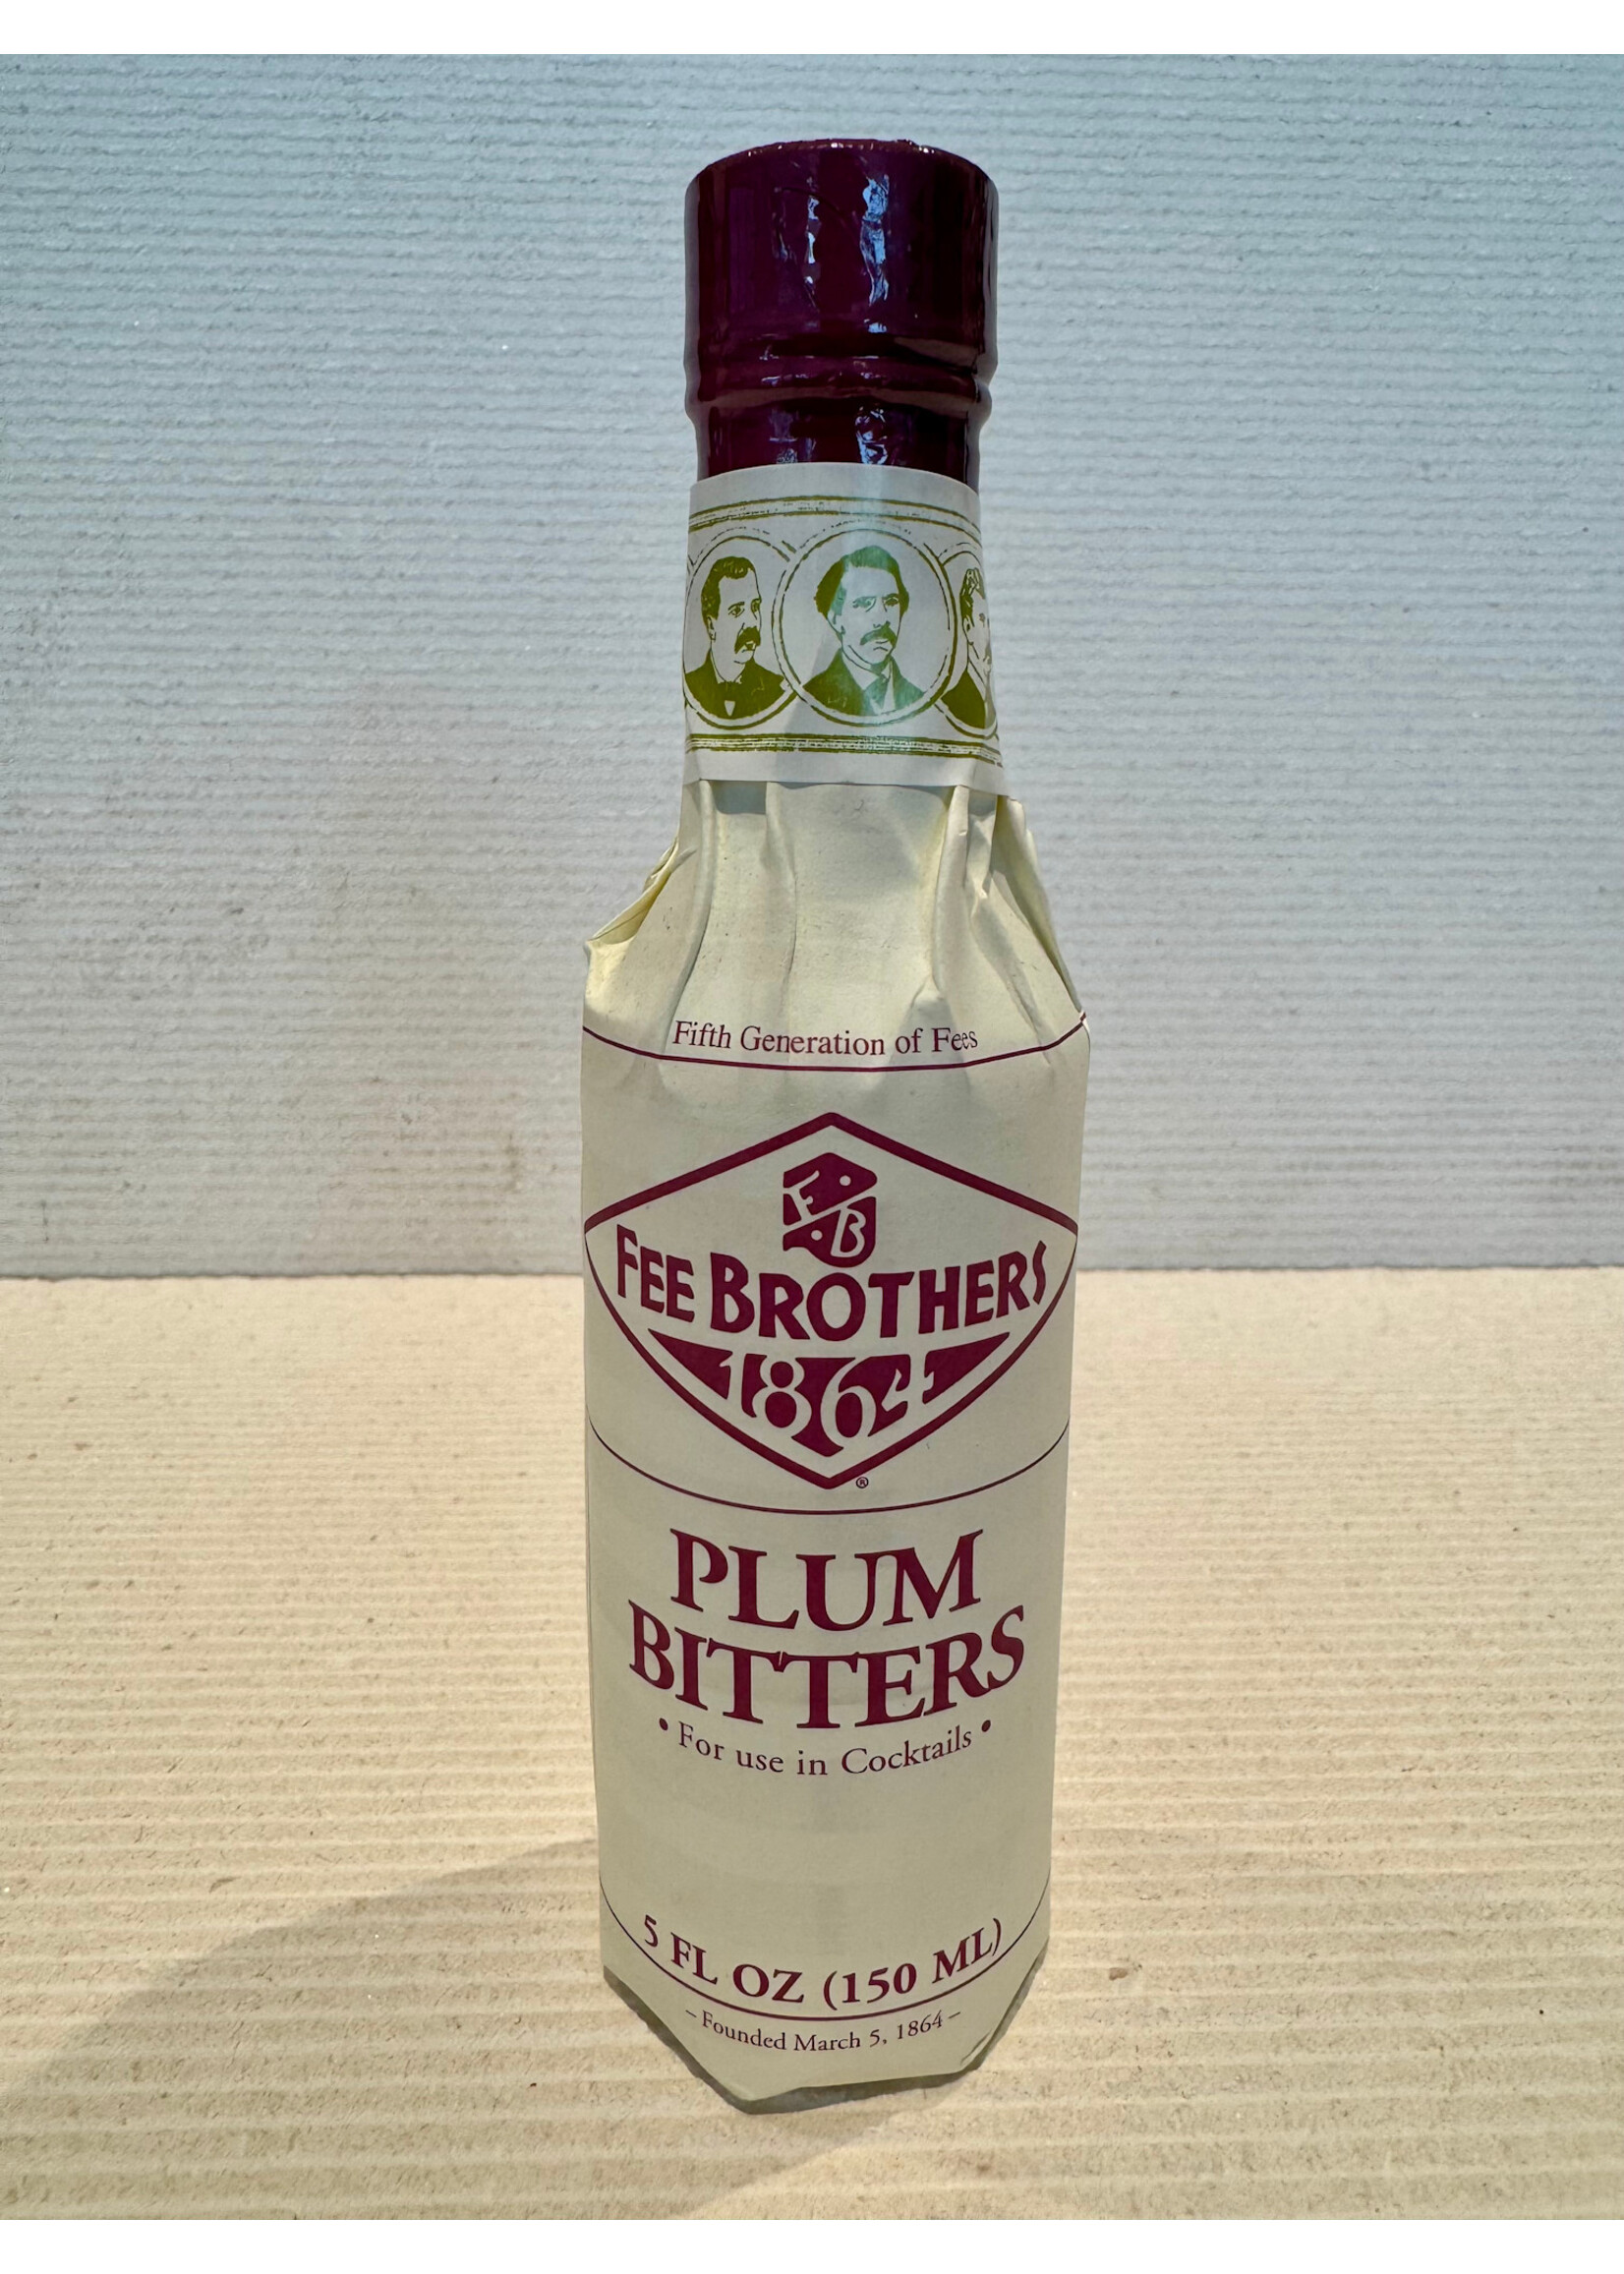 Fifth Generation of Fees
FB
FEE BROTHERS
1864
®
PLUM
BITTERS
• For use in Cocktails •
5 FL OZ (150 ML)
– Founded March 5, 1864 –